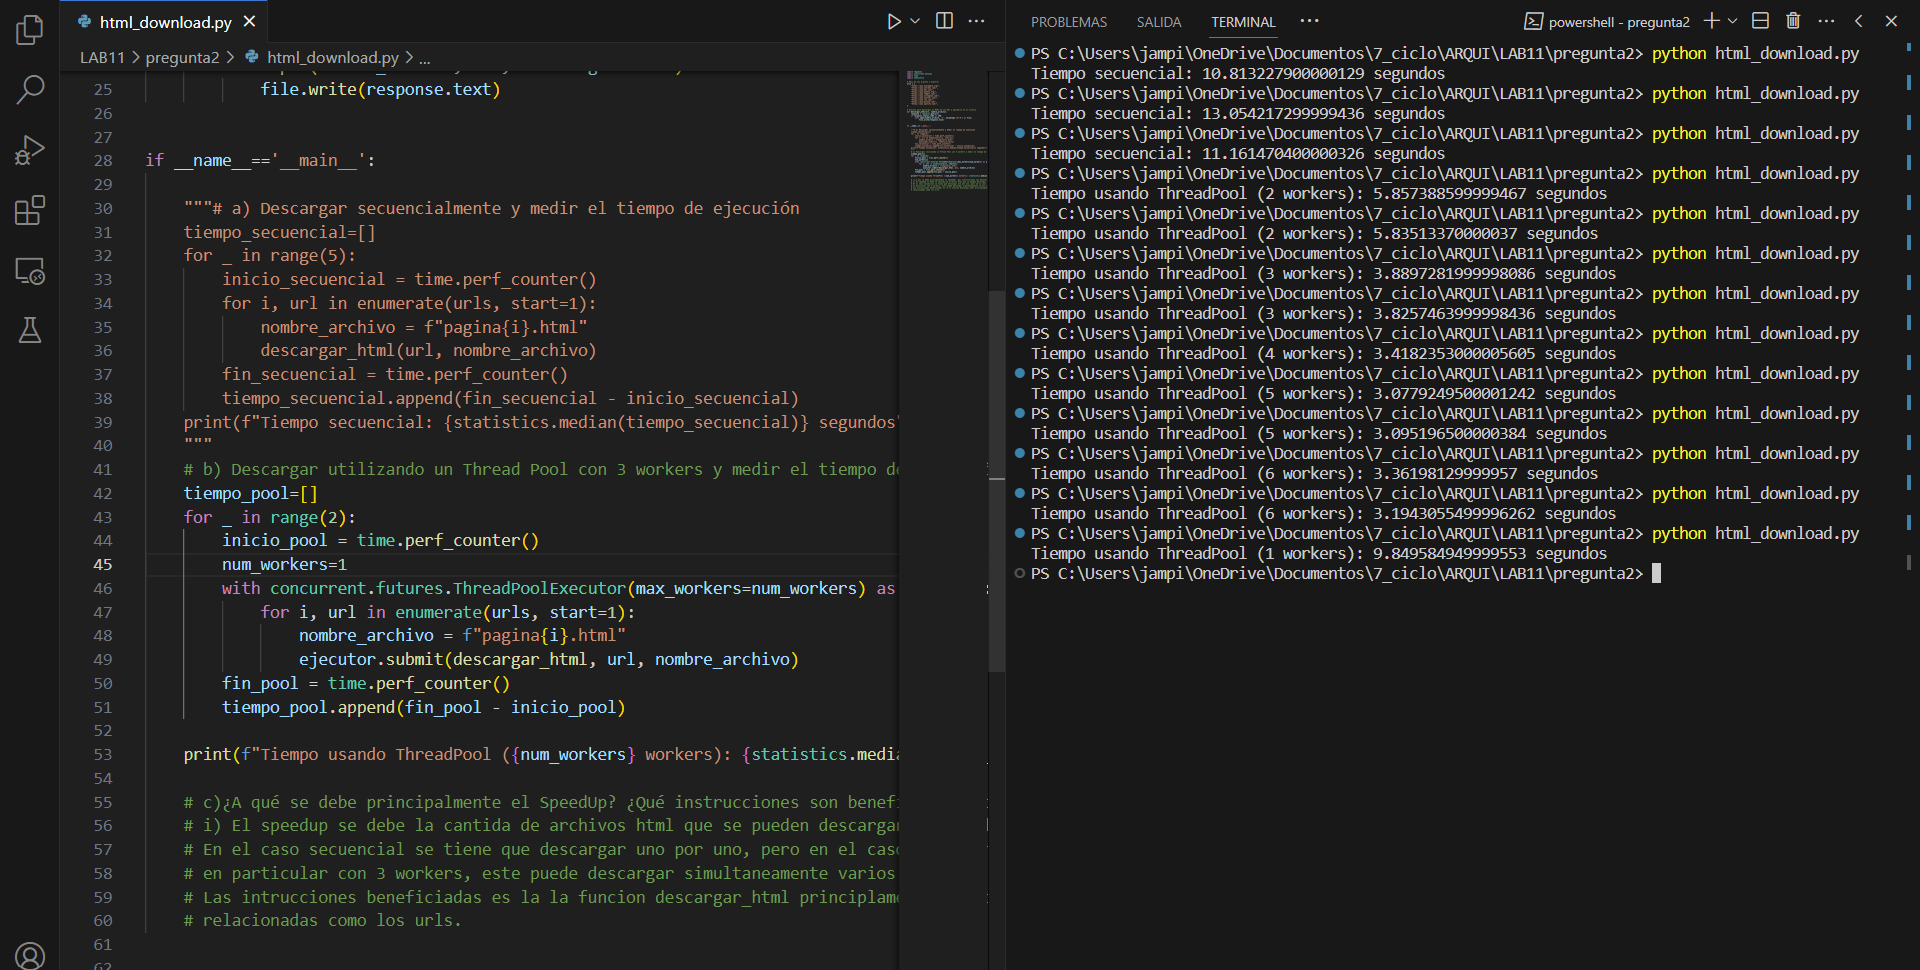 html_download.py
LAB11 > pregunta2 > html_download.py > ...
25 file.write(response.text)
26
27
28 if __name__=='__main__':
29
30 """# a) Descargar secuencialmente y medir el tiempo de ejecución
31 tiempo_secuencial=[]
32 for _ in range(5):
33 inicio_secuencial = time.perf_counter()
34 for i, url in enumerate(urls, start=1):
35 nombre_archivo = f"pagina{i}.html"
36 descargar_html(url, nombre_archivo)
37 fin_secuencial = time.perf_counter()
38 tiempo_secuencial.append(fin_secuencial - inicio_secuencial)
39 print(f"Tiempo secuencial: {statistics.median(tiempo_secuencial)} segundos"
40 """
41 # b) Descargar utilizando un Thread Pool con 3 workers y medir el tiempo de
42 tiempo_pool=[]
43 for _ in range(2):
44 inicio_pool = time.perf_counter()
45 num_workers=1
46 with concurrent.futures.ThreadPoolExecutor(max_workers=num_workers) as
47 for i, url in enumerate(urls, start=1):
48 nombre_archivo = f"pagina{i}.html"
49 ejecutor.submit(descargar_html, url, nombre_archivo)
50 fin_pool = time.perf_counter()
51 tiempo_pool.append(fin_pool - inicio_pool)
52
53 print(f"Tiempo usando ThreadPool ({num_workers} workers): {statistics.media
54
55 # c)¿A qué se debe principalmente el SpeedUp? ¿Qué instrucciones son benef
56 # i) El speedup se debe la cantida de archivos html que se pueden descargar
57 # En el caso secuencial se tiene que descargar uno por uno, pero en el caso
58 # en particular con 3 workers, este puede descargar simultaneamente varios
59 # Las intrucciones beneficiadas es la la funcion descargar_html principlame
60 # relacionadas como los urls.
61
62
PROBLEMAS SALIDA TERMINAL ··· powershell - pregunta2
PS C:\Users\jampi\OneDrive\Documentos\7_ciclo\ARQUI\LAB11\pregunta2> python html_download.py
Tiempo secuencial: 10.813227900000129 segundos
PS C:\Users\jampi\OneDrive\Documentos\7_ciclo\ARQUI\LAB11\pregunta2> python html_download.py
Tiempo secuencial: 13.054217299999436 segundos
PS C:\Users\jampi\OneDrive\Documentos\7_ciclo\ARQUI\LAB11\pregunta2> python html_download.py
Tiempo secuencial: 11.161470400000326 segundos
PS C:\Users\jampi\OneDrive\Documentos\7_ciclo\ARQUI\LAB11\pregunta2> python html_download.py
Tiempo usando ThreadPool (2 workers): 5.857388599999467 segundos
PS C:\Users\jampi\OneDrive\Documentos\7_ciclo\ARQUI\LAB11\pregunta2> python html_download.py
Tiempo usando ThreadPool (2 workers): 5.83513370000037 segundos
PS C:\Users\jampi\OneDrive\Documentos\7_ciclo\ARQUI\LAB11\pregunta2> python html_download.py
Tiempo usando ThreadPool (3 workers): 3.8897281999998086 segundos
PS C:\Users\jampi\OneDrive\Documentos\7_ciclo\ARQUI\LAB11\pregunta2> python html_download.py
Tiempo usando ThreadPool (3 workers): 3.8257463999998436 segundos
PS C:\Users\jampi\OneDrive\Documentos\7_ciclo\ARQUI\LAB11\pregunta2> python html_download.py
Tiempo usando ThreadPool (4 workers): 3.4182353000005605 segundos
PS C:\Users\jampi\OneDrive\Documentos\7_ciclo\ARQUI\LAB11\pregunta2> python html_download.py
Tiempo usando ThreadPool (5 workers): 3.0779249500001242 segundos
PS C:\Users\jampi\OneDrive\Documentos\7_ciclo\ARQUI\LAB11\pregunta2> python html_download.py
Tiempo usando ThreadPool (5 workers): 3.095196500000384 segundos
PS C:\Users\jampi\OneDrive\Documentos\7_ciclo\ARQUI\LAB11\pregunta2> python html_download.py
Tiempo usando ThreadPool (6 workers): 3.36198129999957 segundos
PS C:\Users\jampi\OneDrive\Documentos\7_ciclo\ARQUI\LAB11\pregunta2> python html_download.py
Tiempo usando ThreadPool (6 workers): 3.1943055499996262 segundos
PS C:\Users\jampi\OneDrive\Documentos\7_ciclo\ARQUI\LAB11\pregunta2> python html_download.py
Tiempo usando ThreadPool (1 workers): 9.849584949999553 segundos
PS C:\Users\jampi\OneDrive\Documentos\7_ciclo\ARQUI\LAB11\pregunta2>